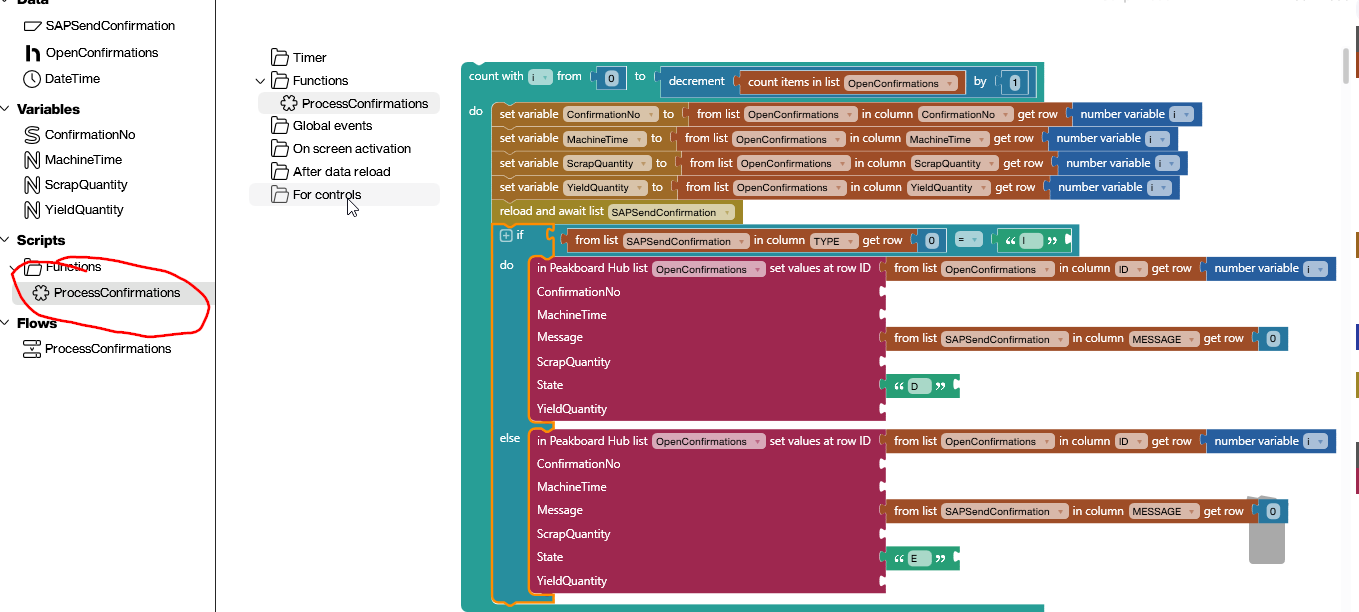 Data
SAPSendConfirmation
OpenConfirmations
DateTime
Variables
ConfirmationNo
MachineTime
ScrapQuantity
YieldQuantity
Scripts
Functions
ProcessConfirmations
Flows
ProcessConfirmations
Timer
Functions
ProcessConfirmations
Global events
On screen activation
After data reload
For controls
count with i from 0 to decrement count items in list OpenConfirmations by 1
do
set variable ConfirmationNo to from list OpenConfirmations in column ConfirmationNo get row number variable i
set variable MachineTime to from list OpenConfirmations in column MachineTime get row number variable i
set variable ScrapQuantity to from list OpenConfirmations in column ScrapQuantity get row number variable i
set variable YieldQuantity to from list OpenConfirmations in column YieldQuantity get row number variable i
reload and await list SAPSendConfirmation
+ if from list SAPSendConfirmation in column TYPE get row 0 = “ I ”
do in Peakboard Hub list OpenConfirmations set values at row ID from list OpenConfirmations in column ID get row number variable i
ConfirmationNo
MachineTime
Message from list SAPSendConfirmation in column MESSAGE get row 0
ScrapQuantity
State “ D ”
YieldQuantity
else in Peakboard Hub list OpenConfirmations set values at row ID from list OpenConfirmations in column ID get row number variable i
ConfirmationNo
MachineTime
Message from list SAPSendConfirmation in column MESSAGE get row 0
ScrapQuantity
State “ E ”
YieldQuantity